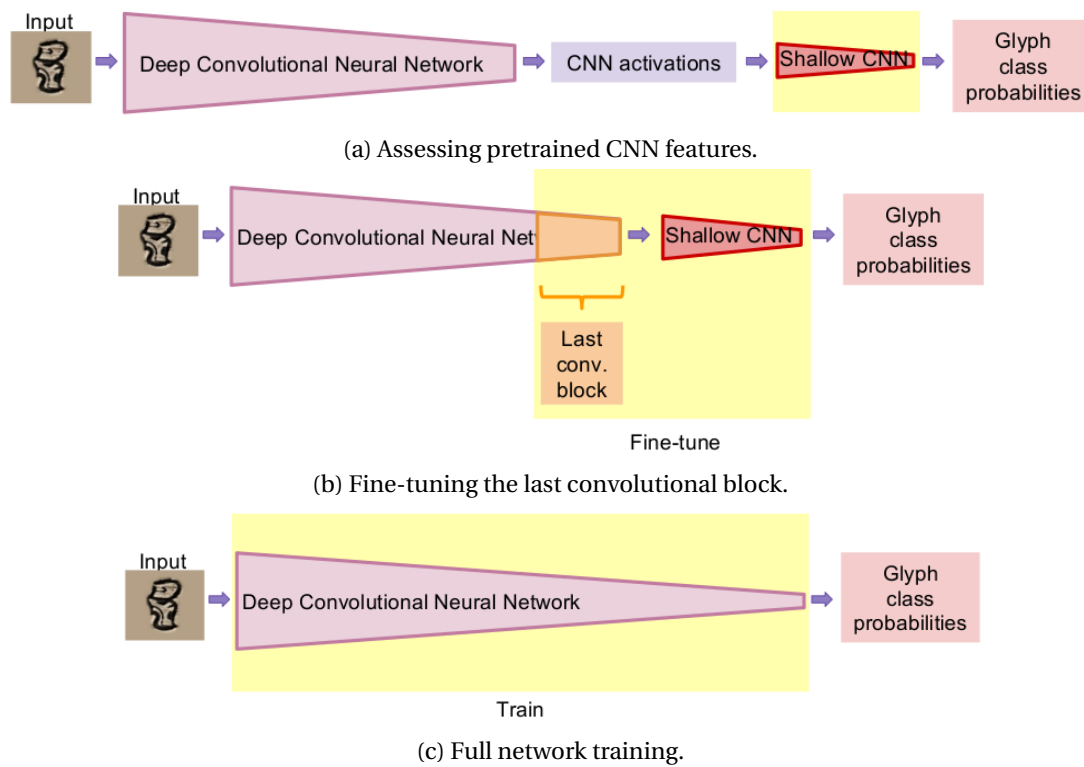 Input
Deep Convolutional Neural Network
CNN activations
Shallow CNN
Glyph
class
probabilities
(a) Assessing pretrained CNN features.
Input
Deep Convolutional Neural Net
Shallow CNN
Glyph
class
probabilities
Last
conv.
block
Fine-tune
(b) Fine-tuning the last convolutional block.
Input
Deep Convolutional Neural Network
Glyph
class
probabilities
Train
(c) Full network training.